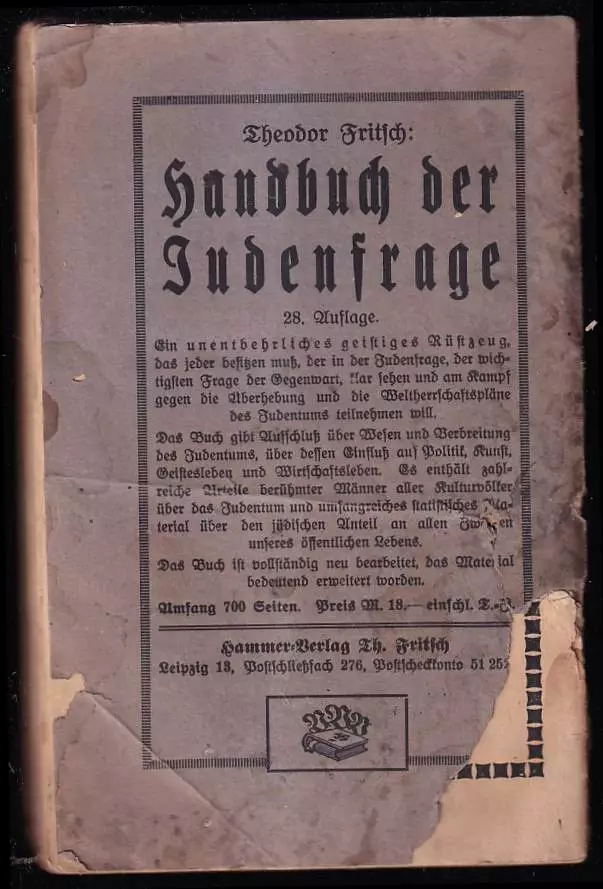 Theodor Fritsch:
Handbuch der
Judenfrage
28. Auflage.
Ein unentbehrliches geistiges Rüstzeug,
das jeder besitzen muß, der in der Judenfrage, der wich-
tigsten Frage der Gegenwart, klar sehen und am Kampf
gegen die Uberhebung und die Weltherrschaftspläne
des Judentums teilnehmen will.
Das Buch gibt Aufschluß über Wesen und Verbreitung
des Judentums, über dessen Einfluß auf Politik, Kunst,
Geistesleben und Wirtschaftsleben. Es enthält zahl-
reiche Urteile berühmter Männer aller Kulturvölker
über das Judentum und umfangreiches statistisches Ma-
terial über den jüdischen Anteil an allen
unseres öffentlichen Lebens.
Das Buch ist vollständig neu bearbeitet, das Material
bedeutend erweitert worden.
Umfang 700 Seiten. Preis M. 18,— einschl.
Hammer-Verlag Th. Fritsch
Leipzig 13, Postschließfach 276, Postscheckkonto 51